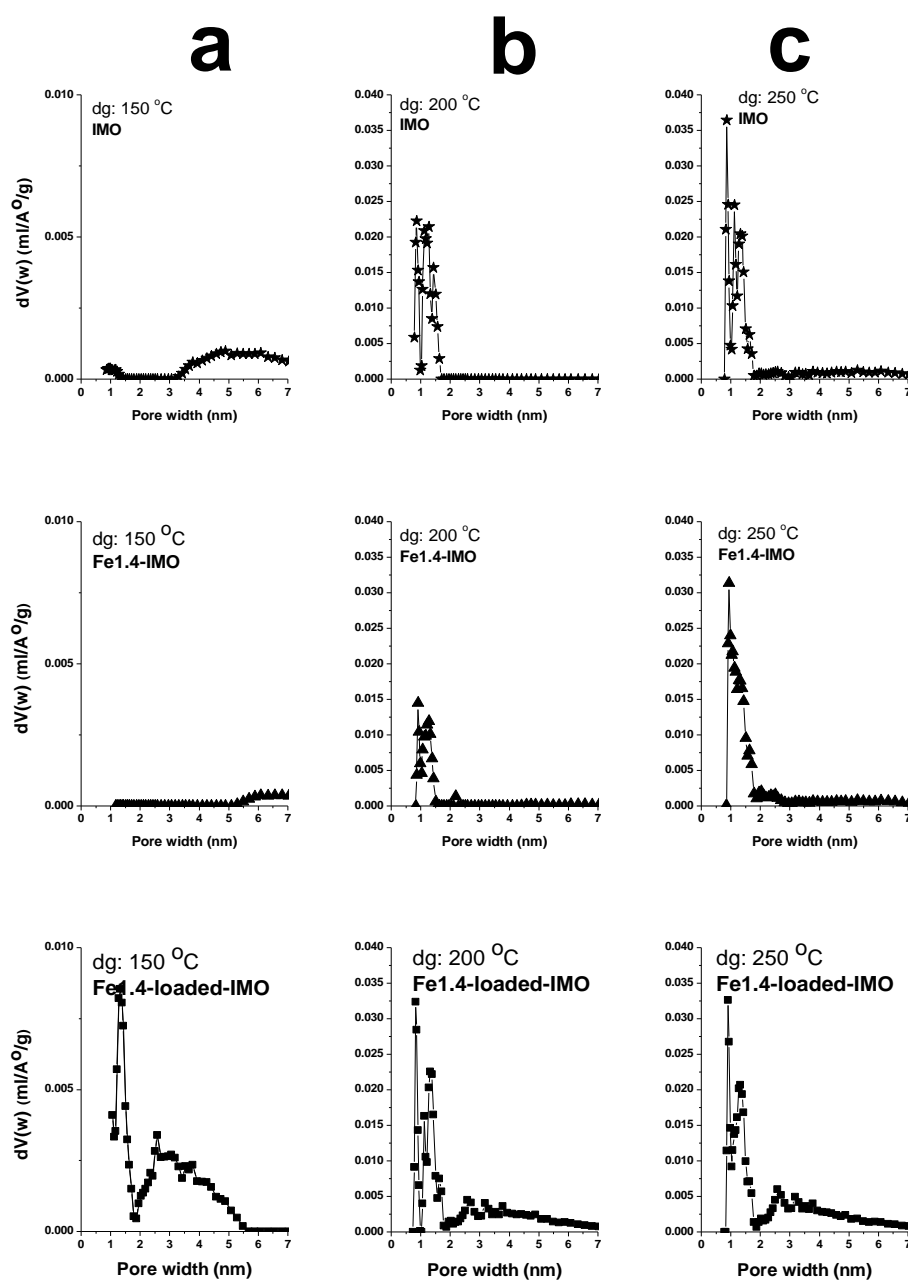 a b c
0.010
0.005
0.000
dV(w) (ml/Aᴼ/g)
dg: 150 °C
IMO
0 1 2 3 4 5 6 7
Pore width (nm)
0.040
0.035
0.030
0.025
0.020
0.015
0.010
0.005
0.000
dg: 200 °C
IMO
0 1 2 3 4 5 6 7
Pore width (nm)
0.040
0.035
0.030
0.025
0.020
0.015
0.010
0.005
0.000
dg: 250 °C
IMO
0 1 2 3 4 5 6 7
Pore width (nm)
0.010
0.005
0.000
dV(w) (ml/Aᴼ/g)
dg: 150 ᴼC
Fe1.4-IMO
0 1 2 3 4 5 6 7
Pore width (nm)
0.040
0.035
0.030
0.025
0.020
0.015
0.010
0.005
0.000
dg: 200 °C
Fe1.4-IMO
0 1 2 3 4 5 6 7
Pore width (nm)
0.040
0.035
0.030
0.025
0.020
0.015
0.010
0.005
0.000
dg: 250 °C
Fe1.4-IMO
0 1 2 3 4 5 6 7
Pore width (nm)
0.010
0.005
0.000
dV(w) (ml/Aᴼ/g)
dg: 150 ᴼC
Fe1.4-loaded-IMO
0 1 2 3 4 5 6 7
Pore width (nm)
0.040
0.035
0.030
0.025
0.020
0.015
0.010
0.005
0.000
dg: 200 ᴼC
Fe1.4-loaded-IMO
0 1 2 3 4 5 6 7
Pore width (nm)
0.040
0.035
0.030
0.025
0.020
0.015
0.010
0.005
0.000
dg: 250 ᴼC
Fe1.4-loaded-IMO
0 1 2 3 4 5 6 7
Pore width (nm)